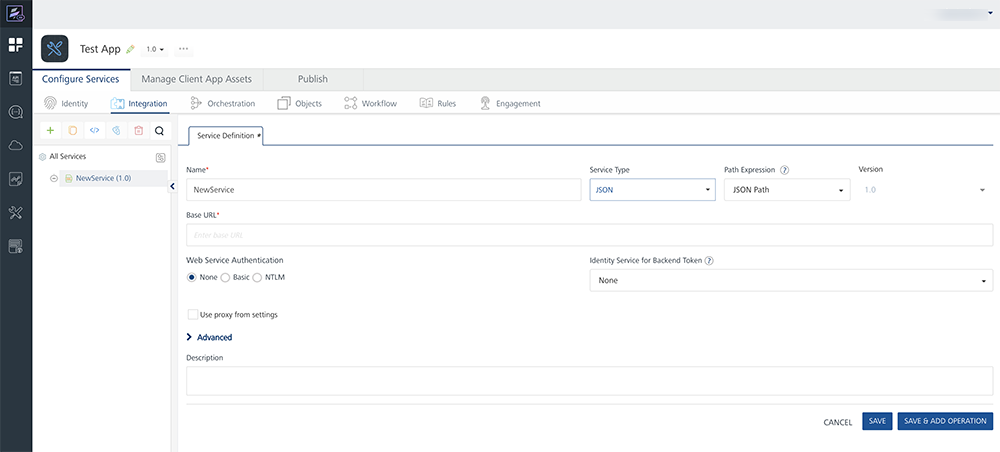 Test App 1.0
Configure Services Manage Client App Assets Publish
Identity Integration Orchestration Objects Workflow Rules Engagement
Service Definition *
All Services
NewService (1.0)
Name* Service Type Path Expression ? Version
NewService JSON JSON Path 1.0
Base URL*
Enter base URL
Web Service Authentication Identity Service for Backend Token ?
None Basic NTLM None
Use proxy from settings
Advanced
Description
CANCEL SAVE SAVE & ADD OPERATION